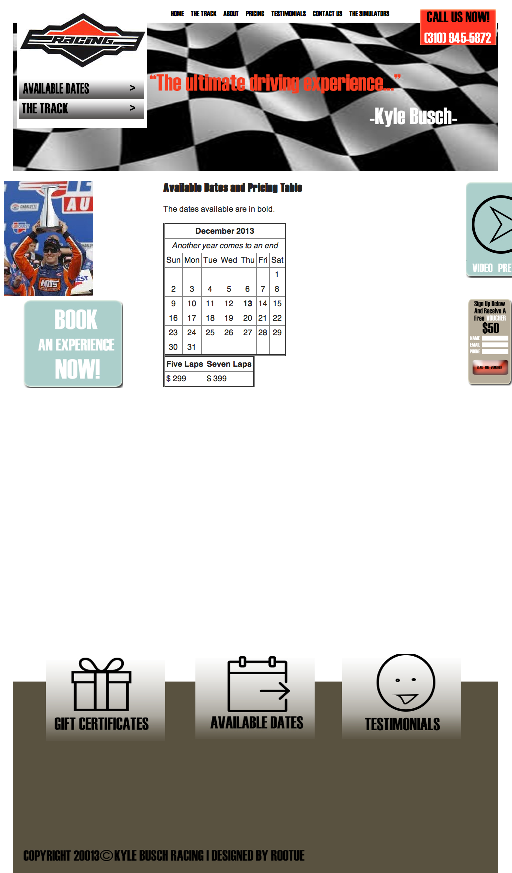 HOME THE TRACK ABOUT PRICING TESTIMONIALS CONTACT US THE SIMULATORS
CALL US NOW!
(310) 945-5972
RACING
AVAILABLE DATES >
THE TRACK >
“The ultimate driving experience...”
-Kyle Busch-
Available Dates and Pricing Table
The dates available are in bold.
December 2013
Another year comes to an end
Sun Mon Tue Wed Thu Fri Sat
1
2 3 4 5 6 7 8
9 10 11 12 13 14 15
16 17 18 19 20 21 22
23 24 25 26 27 28 29
30 31
Five Laps Seven Laps
$ 299 $ 399
AU
NOS
BOOK
AN EXPERIENCE
NOW!
VIDEO PRE
Sign Up Below
And Receive A
Free VOUCHER
$50
NAME
EMAIL
GIFT CERTIFICATES
AVAILABLE DATES
TESTIMONIALS
COPYRIGHT 20013© KYLE BUSCH RACING | DESIGNED BY ROOTUE